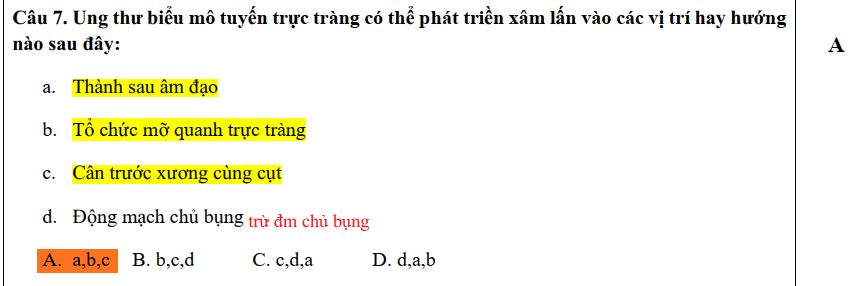 Câu 7. Ung thư biểu mô tuyến trực tràng có thể phát triển xâm lấn vào các vị trí hay hướng
nào sau đây:
A
a. Thành sau âm đạo
b. Tổ chức mỡ quanh trực tràng
c. Cân trước xương cùng cụt
d. Động mạch chủ bụng trừ đm chủ bụng
A. a,b,c B. b,c,d C. c,d,a D. d,a,b